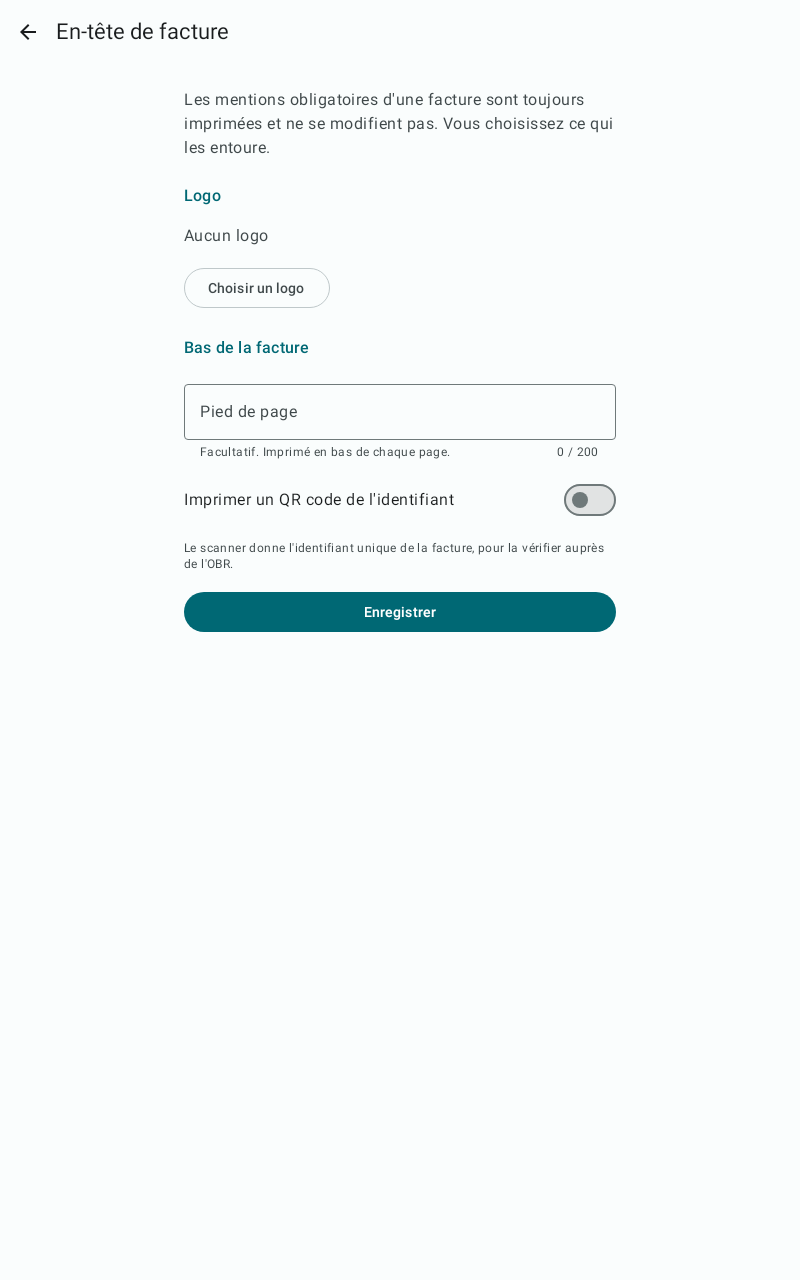 En-tête de facture
Les mentions obligatoires d'une facture sont toujours
imprimées et ne se modifient pas. Vous choisissez ce qui
les entoure.
Logo
Aucun logo
Choisir un logo
Bas de la facture
Pied de page
Facultatif. Imprimé en bas de chaque page.
0 / 200
Imprimer un QR code de l'identifiant
Le scanner donne l'identifiant unique de la facture, pour la vérifier auprès
de l'OBR.
Enregistrer